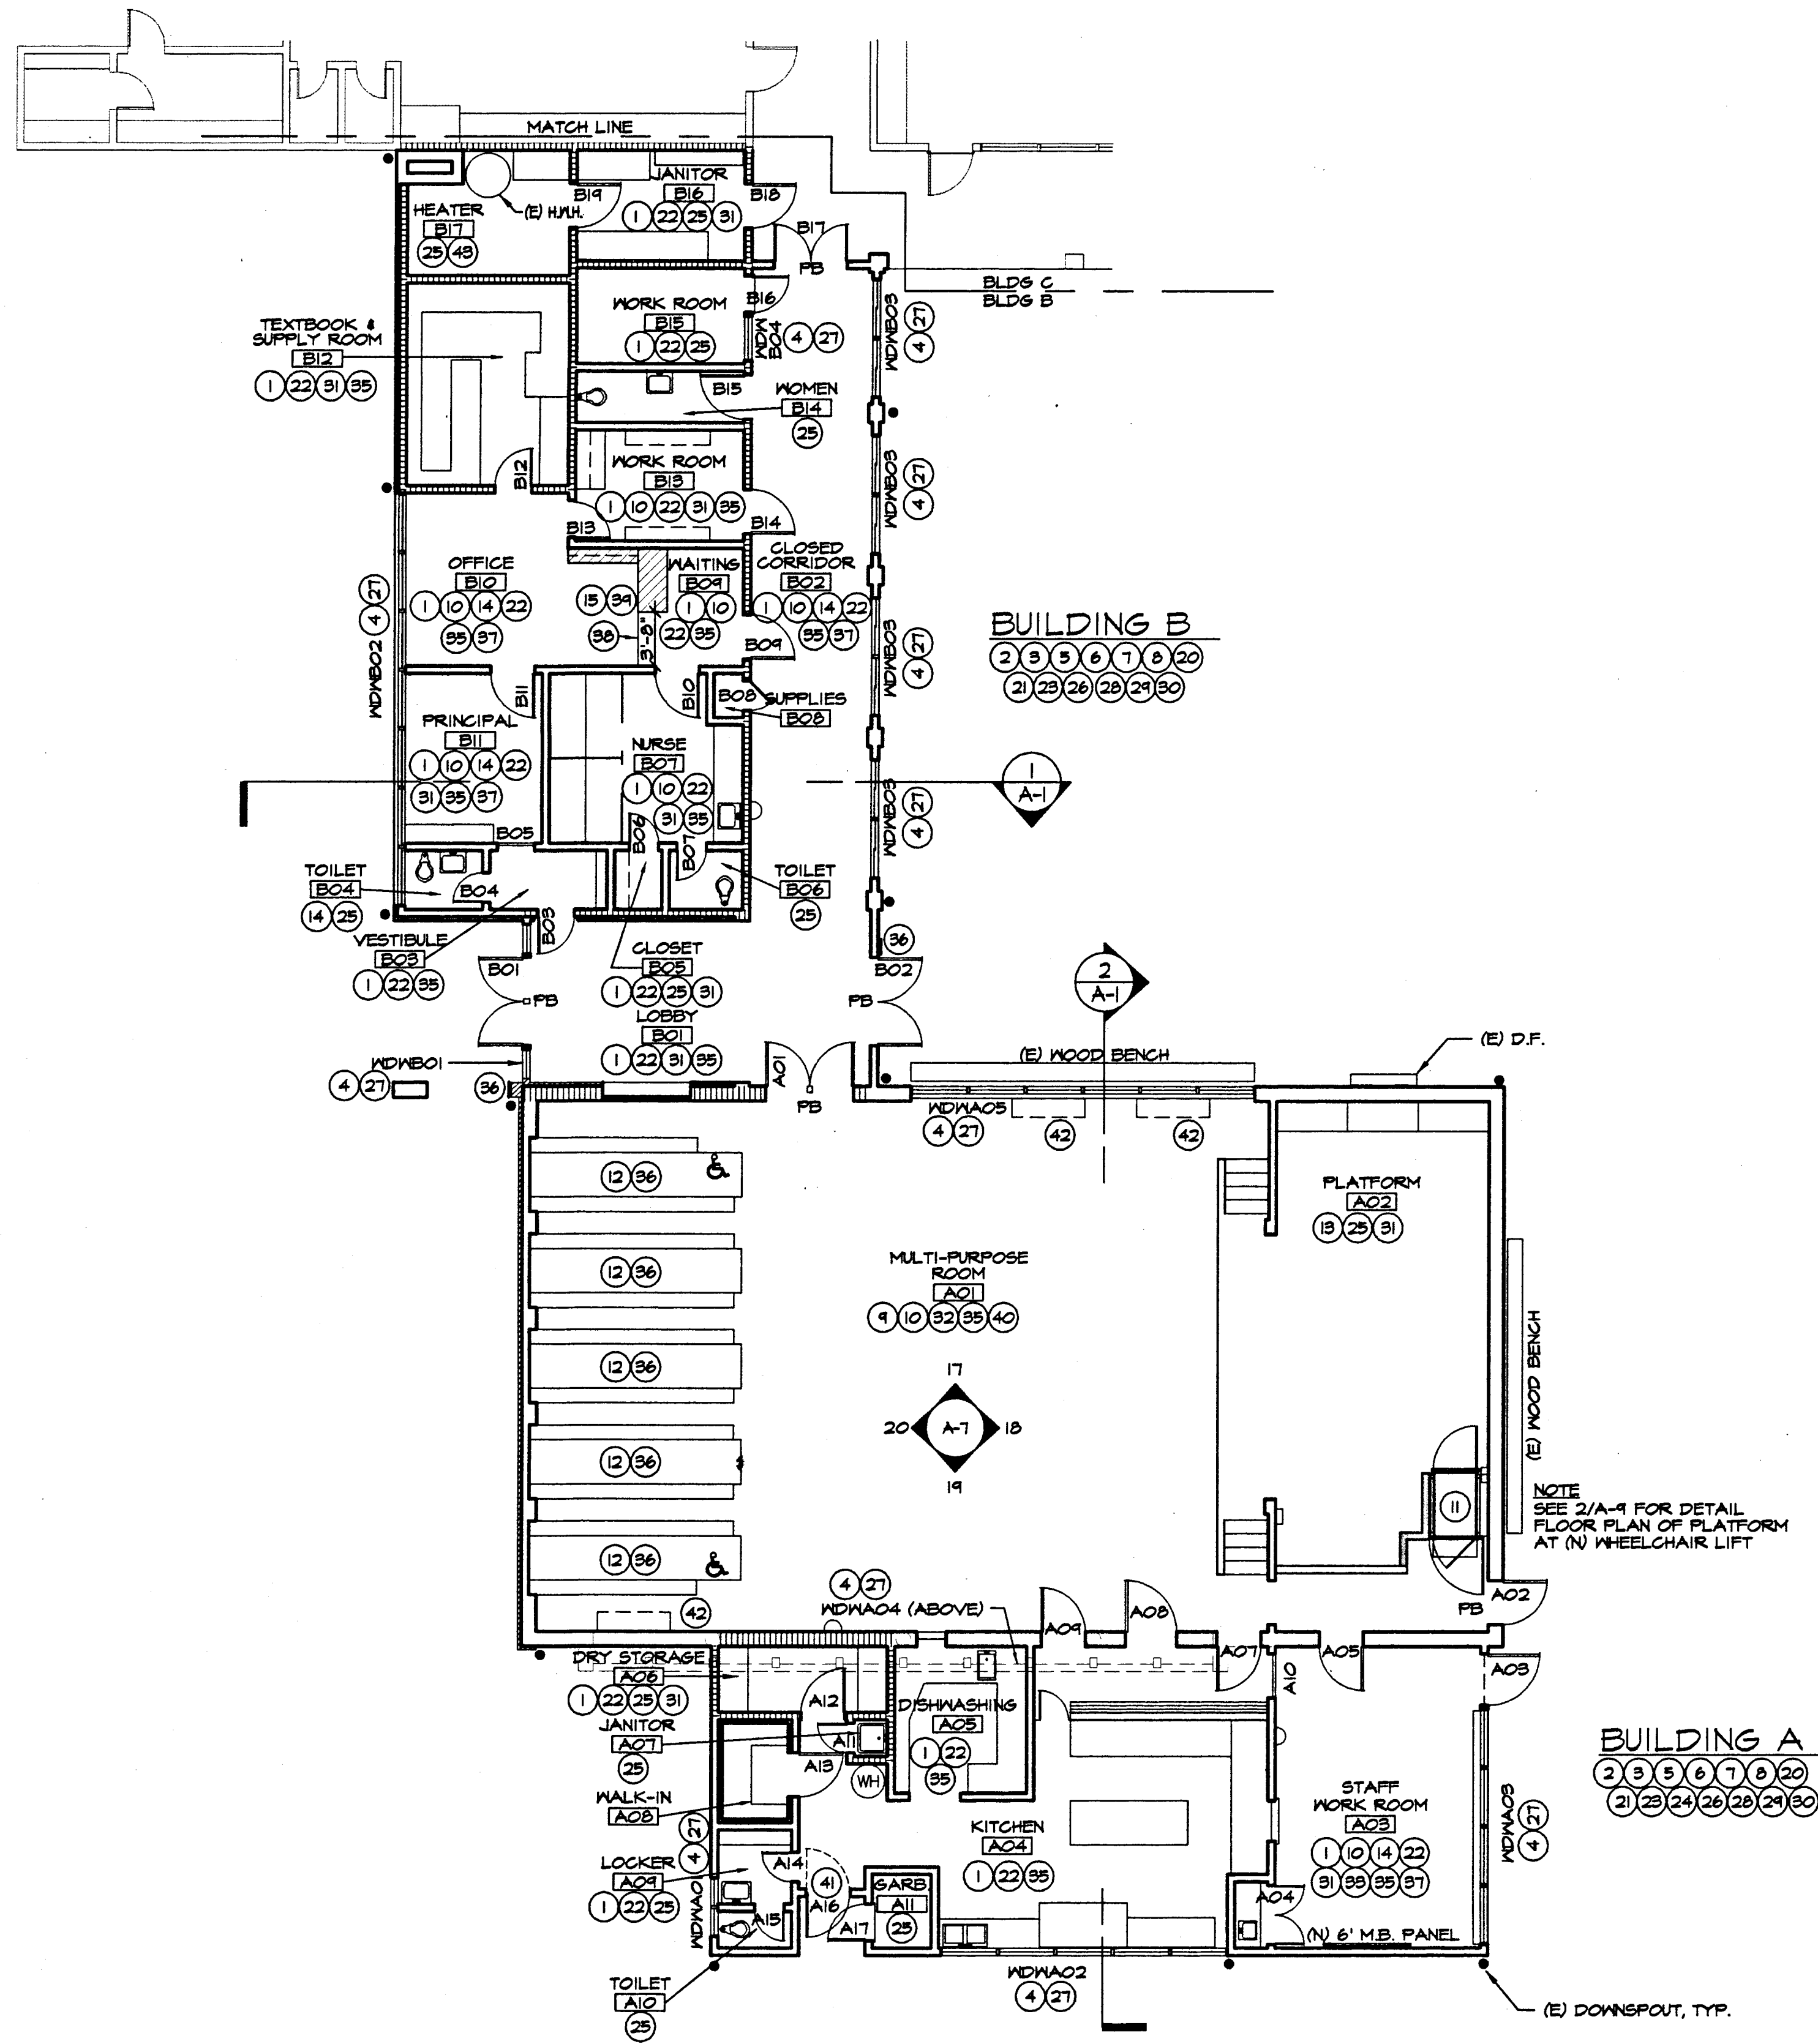 MATCH LINE
JANITOR
B16
1 22 25 31
B19
B18
HEATER
B17
25 43
(E) H.W.H.
B17
PB
BLDG C
BLDG B
WORK ROOM
B15
1 22 25
B16
WDW
B04
4 27
WDWB03
4 27
TEXTBOOK &
SUPPLY ROOM
B12
1 22 31 35
B15
WOMEN
B14
25
B12
WORK ROOM
B13
1 10 22 31 35
B13
B14
WDWB03
4 27
OFFICE
B10
1 10 14 22
35 37
15 39
38
3'-8"
WAITING
B09
1 10
22 35
CLOSED
CORRIDOR
B02
1 10 14 22
35 37
B09
WDWB02
4 27
WDWB03
4 27
BUILDING B
2 3 5 6 7 8 20
21 23 26 28 29 30
B11
B10
B08
SUPPLIES
B08
PRINCIPAL
B11
1 10 14 22
31 35 37
NURSE
B07
1 10 22
31 35
WDWB03
4 27
1
A-1
B05
B06
B07
TOILET
B04
14 25
B04
TOILET
B06
25
VESTIBULE
B03
1 22 35
B03
B01
PB
CLOSET
B05
1 22 25 31
36
B02
PB
2
A-1
LOBBY
B01
1 22 31 35
WDWB01
4 27
36
A01
PB
(E) WOOD BENCH
(E) D.F.
WDWA05
4 27
42
42
12 36
12 36
12 36
12 36
12 36
PLATFORM
A02
13 25 31
MULTI-PURPOSE
ROOM
A01
9 10 32 35 40
17
20 A-7 18
19
(E) WOOD BENCH
11
NOTE
SEE 2/A-9 FOR DETAIL
FLOOR PLAN OF PLATFORM
AT (N) WHEELCHAIR LIFT
42
4 27
WDWA04 (ABOVE)
A09
A08
A02
PB
A07
A10
A05
A03
DRY STORAGE
A06
1 22 25 31
A12
DISHWASHING
A05
1 22
35
JANITOR
A07
25
A11
A13
WH
WALK-IN
A08
BUILDING A
2 3 5 6 7 8 20
21 23 24 26 28 29 30
KITCHEN
A04
1 22 35
STAFF
WORK ROOM
A03
1 10 14 22
31 33 35 37
WDWA03
4 27
4 27
LOCKER
A09
1 22 25
A14
41
A16
GARB.
A11
25
A15
A17
A04
(N) 6' M.B. PANEL
TOILET
A10
25
WDWA02
4 27
(E) DOWNSPOUT, TYP.